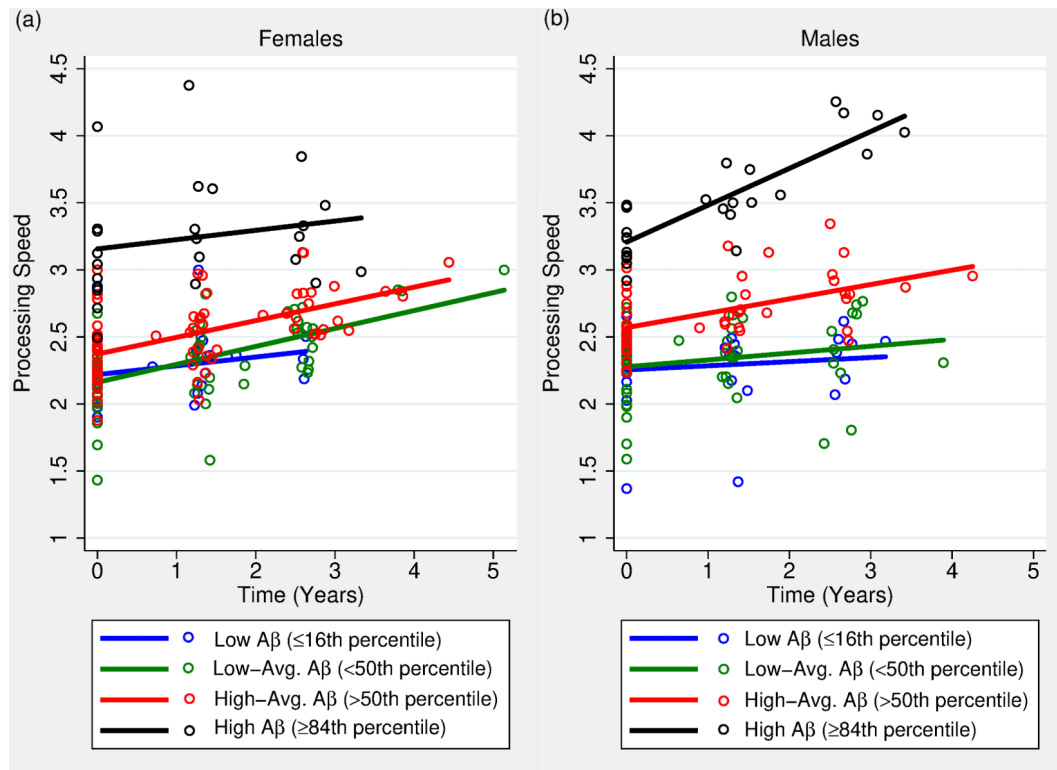 (a)
Females
Processing Speed
4.5
4
3.5
3
2.5
2
1.5
1
0 1 2 3 4 5
Time (Years)
Low Aβ (≤16th percentile)
Low–Avg. Aβ (<50th percentile)
High–Avg. Aβ (>50th percentile)
High Aβ (≥84th percentile)
(b)
Males
Processing Speed
4.5
4
3.5
3
2.5
2
1.5
1
0 1 2 3 4 5
Time (Years)
Low Aβ (≤16th percentile)
Low–Avg. Aβ (<50th percentile)
High–Avg. Aβ (>50th percentile)
High Aβ (≥84th percentile)